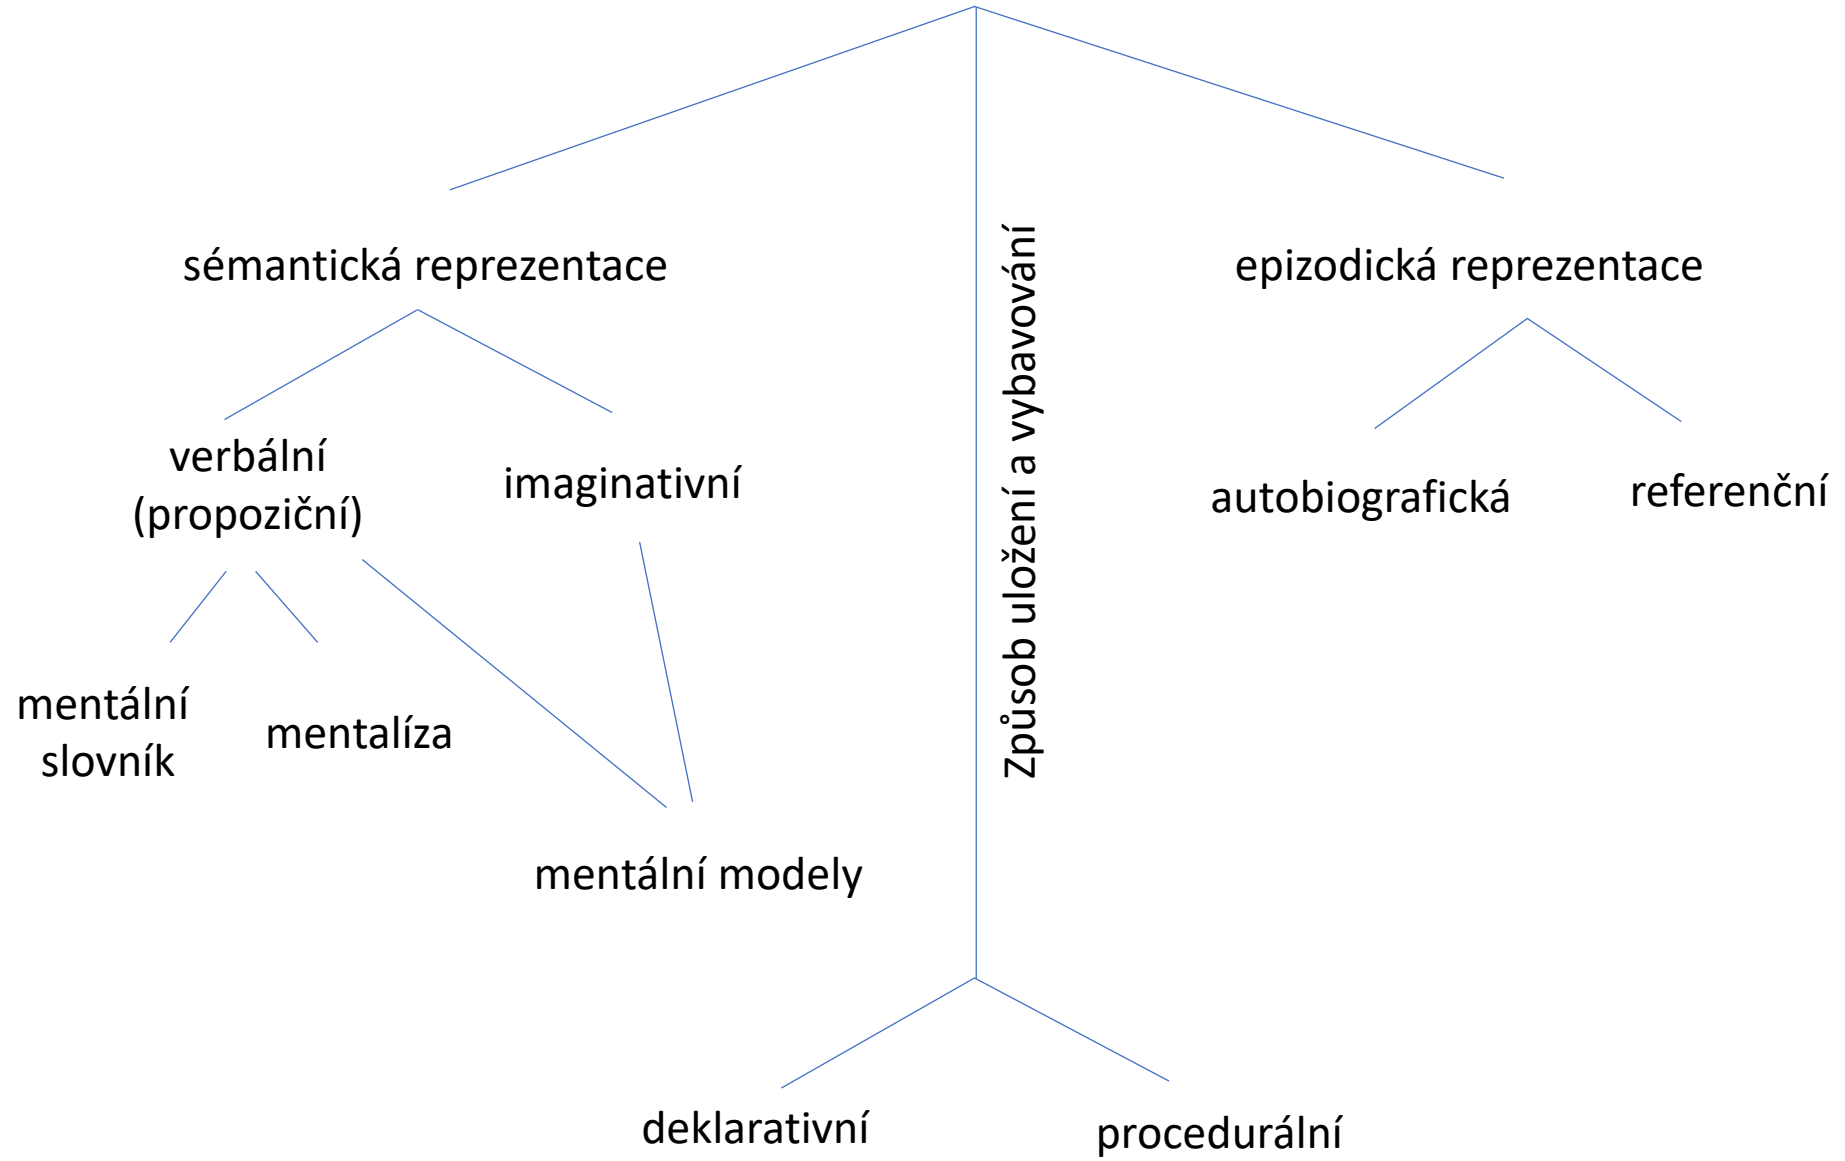 sémantická reprezentace
epizodická reprezentace
Způsob uložení a vybavování
verbální
(propoziční)
imaginativní
autobiografická
referenční
mentální
slovník
mentalíza
mentální modely
deklarativní
procedurální